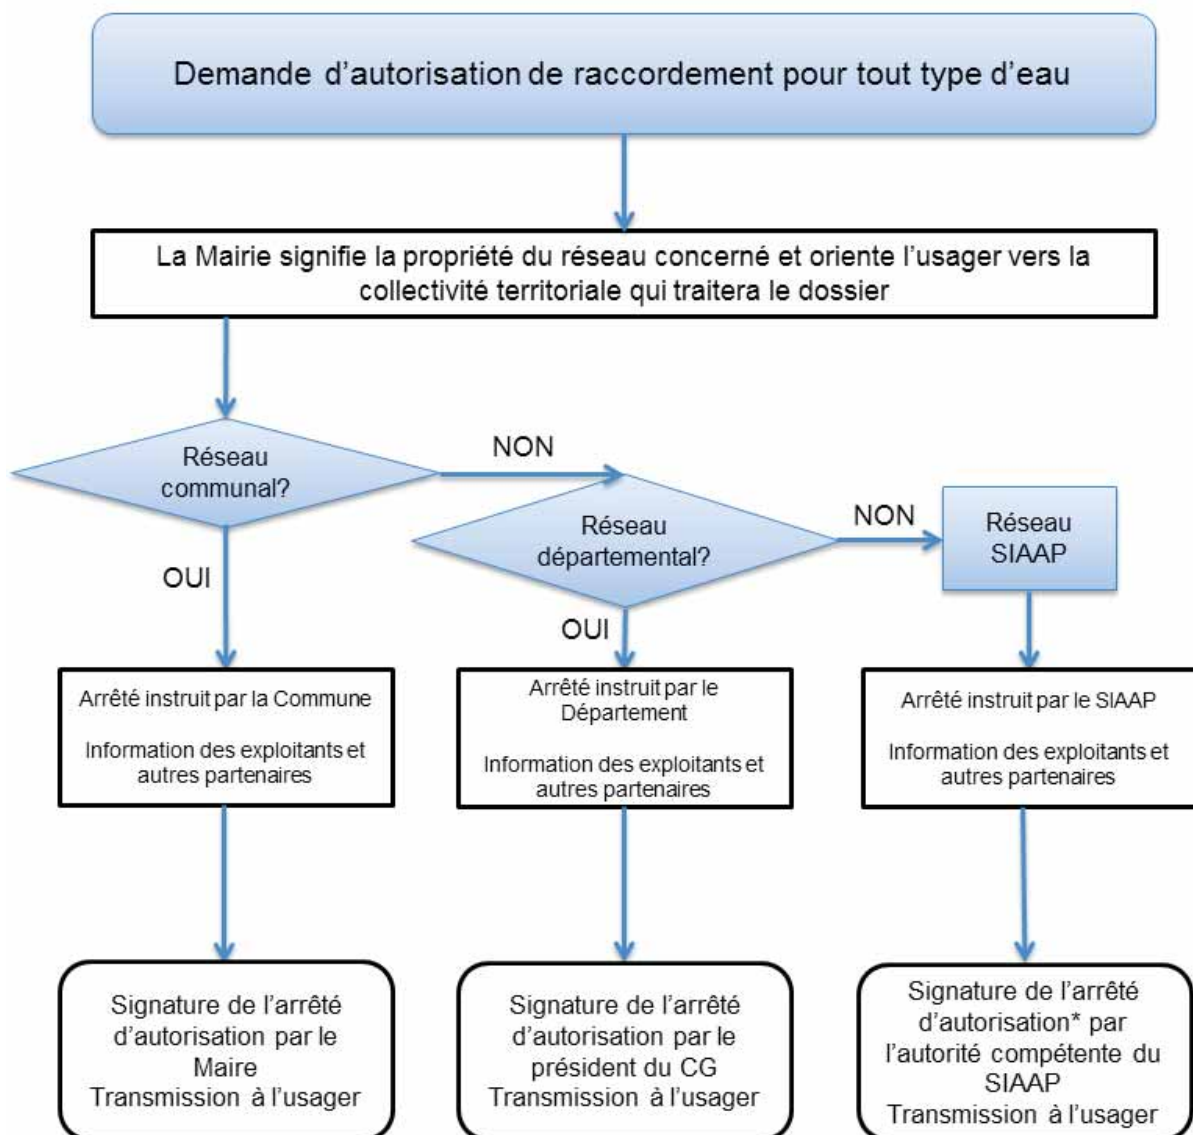 Demande d’autorisation de raccordement pour tout type d’eau
La Mairie signifie la propriété du réseau concerné et oriente l’usager vers la
collectivité territoriale qui traitera le dossier
Réseau
communal?
NON
Réseau
départemental?
NON
Réseau
SIAAP
OUI
OUI
Arrêté instruit par la Commune
Information des exploitants et
autres partenaires
Arrêté instruit par le
Département
Information des exploitants et
autres partenaires
Arrêté instruit par le SIAAP
Information des exploitants et
autres partenaires
Signature de l’arrêté
d’autorisation par le
Maire
Transmission à l’usager
Signature de l’arrêté
d’autorisation par le
président du CG
Transmission à l’usager
Signature de l’arrêté
d’autorisation* par
l’autorité compétente du
SIAAP
Transmission à l’usager